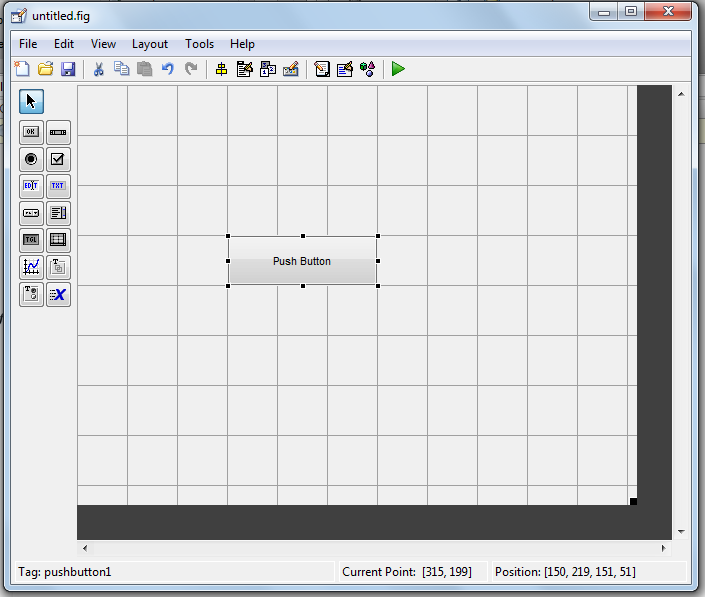 untitled.fig
File Edit View Layout Tools Help
OK
EDIT TXT
TGL
T
T
X
Push Button
Tag: pushbutton1 Current Point: [315, 199] Position: [150, 219, 151, 51]